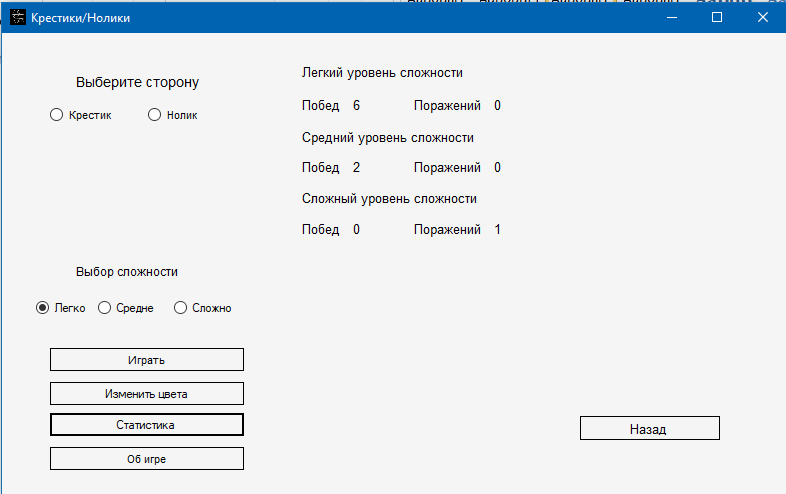 Крестики/Нолики
Выберите сторону
Крестик Нолик
Легкий уровень сложности
Побед 6 Поражений 0
Средний уровень сложности
Побед 2 Поражений 0
Сложный уровень сложности
Побед 0 Поражений 1
Выбор сложности
Легко Средне Сложно
Играть
Изменить цвета
Статистика
Об игре
Назад